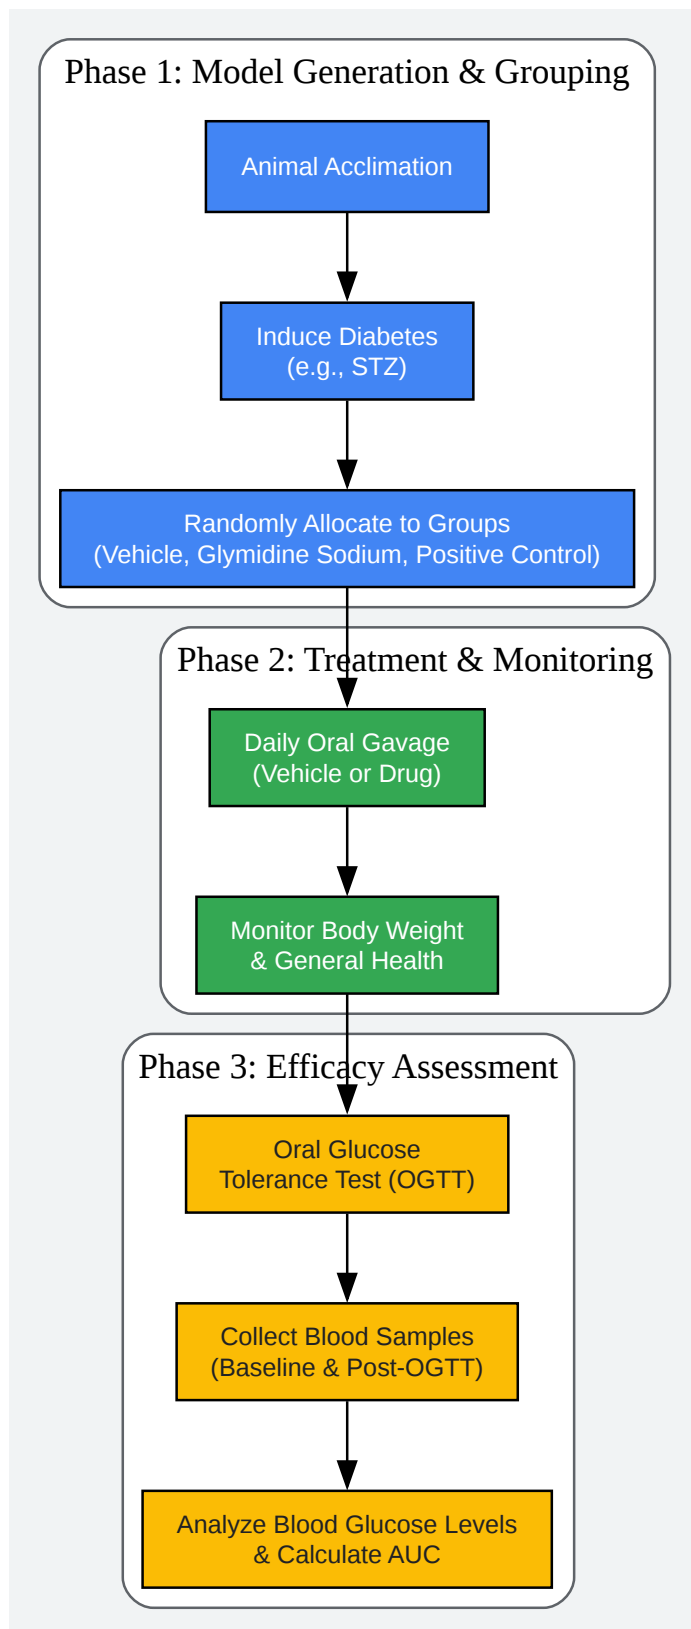 Phase 1: Model Generation & Grouping
Animal Acclimation
Induce Diabetes
(e.g., STZ)
Randomly Allocate to Groups
(Vehicle, Glymidine Sodium, Positive Control)
Phase 2: Treatment & Monitoring
Daily Oral Gavage
(Vehicle or Drug)
Monitor Body Weight
& General Health
Phase 3: Efficacy Assessment
Oral Glucose
Tolerance Test (OGTT)
Collect Blood Samples
(Baseline & Post-OGTT)
Analyze Blood Glucose Levels
& Calculate AUC